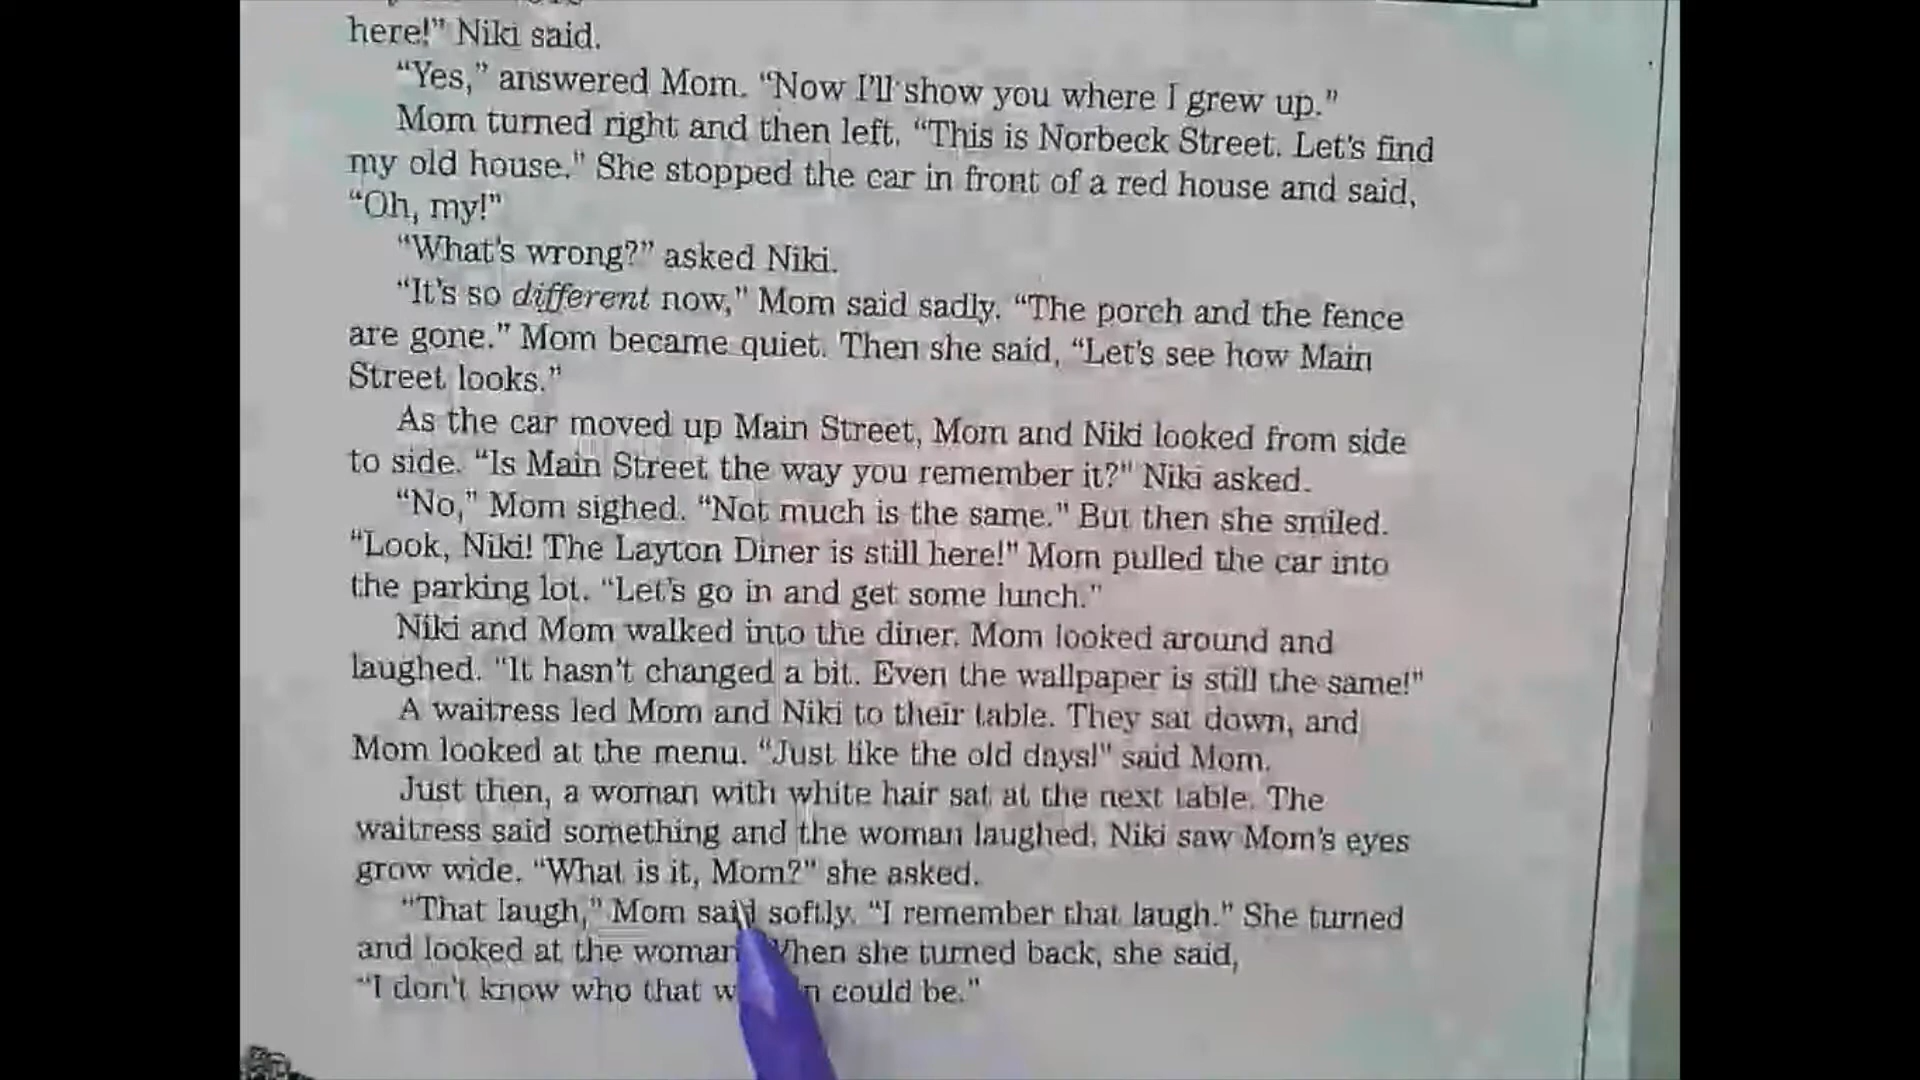 here!” Niki said.
“Yes,” answered Mom. “Now I’ll show you where I grew up.”
Mom turned right and then left. “This is Norbeck Street. Let’s find
my old house.” She stopped the car in front of a red house and said,
“Oh, my!”
“What’s wrong?” asked Niki.
“It’s so different now,” Mom said sadly. “The porch and the fence
are gone.” Mom became quiet. Then she said, “Let’s see how Main
Street looks.”
As the car moved up Main Street, Mom and Niki looked from side
to side. “Is Main Street the way you remember it?” Niki asked.
“No,” Mom sighed. “Not much is the same.” But then she smiled.
“Look, Niki! The Layton Diner is still here!” Mom pulled the car into
the parking lot. “Let’s go in and get some lunch.”
Niki and Mom walked into the diner. Mom looked around and
laughed. “It hasn’t changed a bit. Even the wallpaper is still the same!”
A waitress led Mom and Niki to their table. They sat down, and
Mom looked at the menu. “Just like the old days!” said Mom.
Just then, a woman with white hair sat at the next table. The
waitress said something and the woman laughed. Niki saw Mom’s eyes
grow wide. “What is it, Mom?” she asked.
“That laugh,” Mom said softly. “I remember that laugh.” She turned
and looked at the woman. When she turned back, she said,
“I don’t know who that could be.”